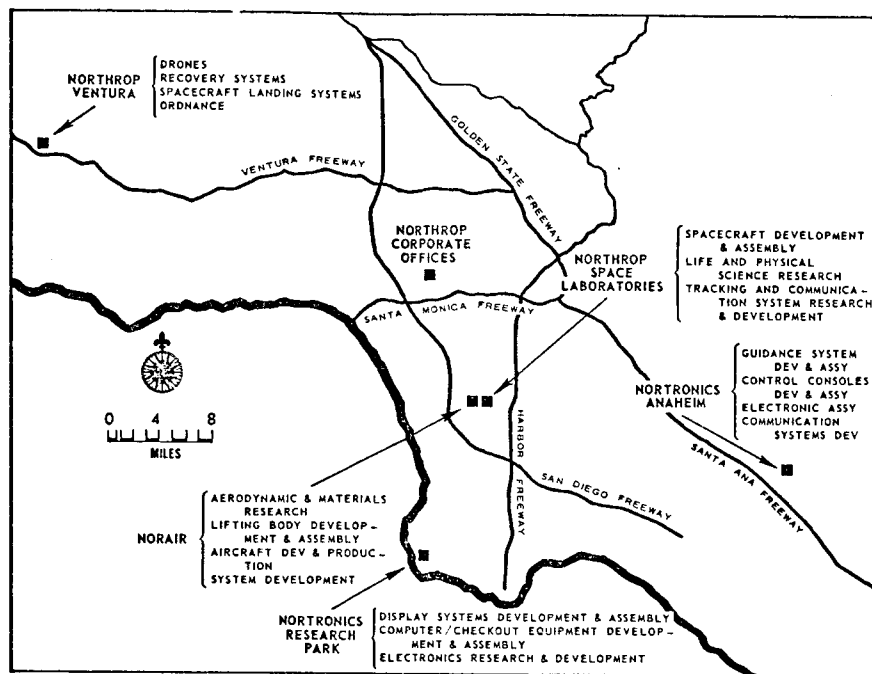 NORTHROP
VENTURA
DRONES
RECOVERY SYSTEMS
SPACECRAFT LANDING SYSTEMS
ORDNANCE
VENTURA FREEWAY
GOLDEN STATE FREEWAY
NORTHROP
CORPORATE
OFFICES
NORTHROP
SPACE
LABORATORIES
SPACECRAFT DEVELOPMENT
& ASSEMBLY
LIFE AND PHYSICAL
SCIENCE RESEARCH
TRACKING AND COMMUNICA-
TION SYSTEM RESEARCH
& DEVELOPMENT
SANTA MONICA FREEWAY
0 4 8
MILES
NORTRONICS
ANAHEIM
GUIDANCE SYSTEM
DEV & ASSY
CONTROL CONSOLES
DEV & ASSY
ELECTRONIC ASSY
COMMUNICATION
SYSTEMS DEV
HARBOR FREEWAY
SAN DIEGO FREEWAY
SANTA ANA FREEWAY
NORAIR
AERODYNAMIC & MATERIALS
RESEARCH
LIFTING BODY DEVELOP-
MENT & ASSEMBLY
AIRCRAFT DEV & PRODUC-
TION
SYSTEM DEVELOPMENT
NORTRONICS
RESEARCH
PARK
DISPLAY SYSTEMS DEVELOPMENT & ASSEMBLY
COMPUTER/CHECKOUT EQUIPMENT DEVELOP-
MENT & ASSEMBLY
ELECTRONICS RESEARCH & DEVELOPMENT